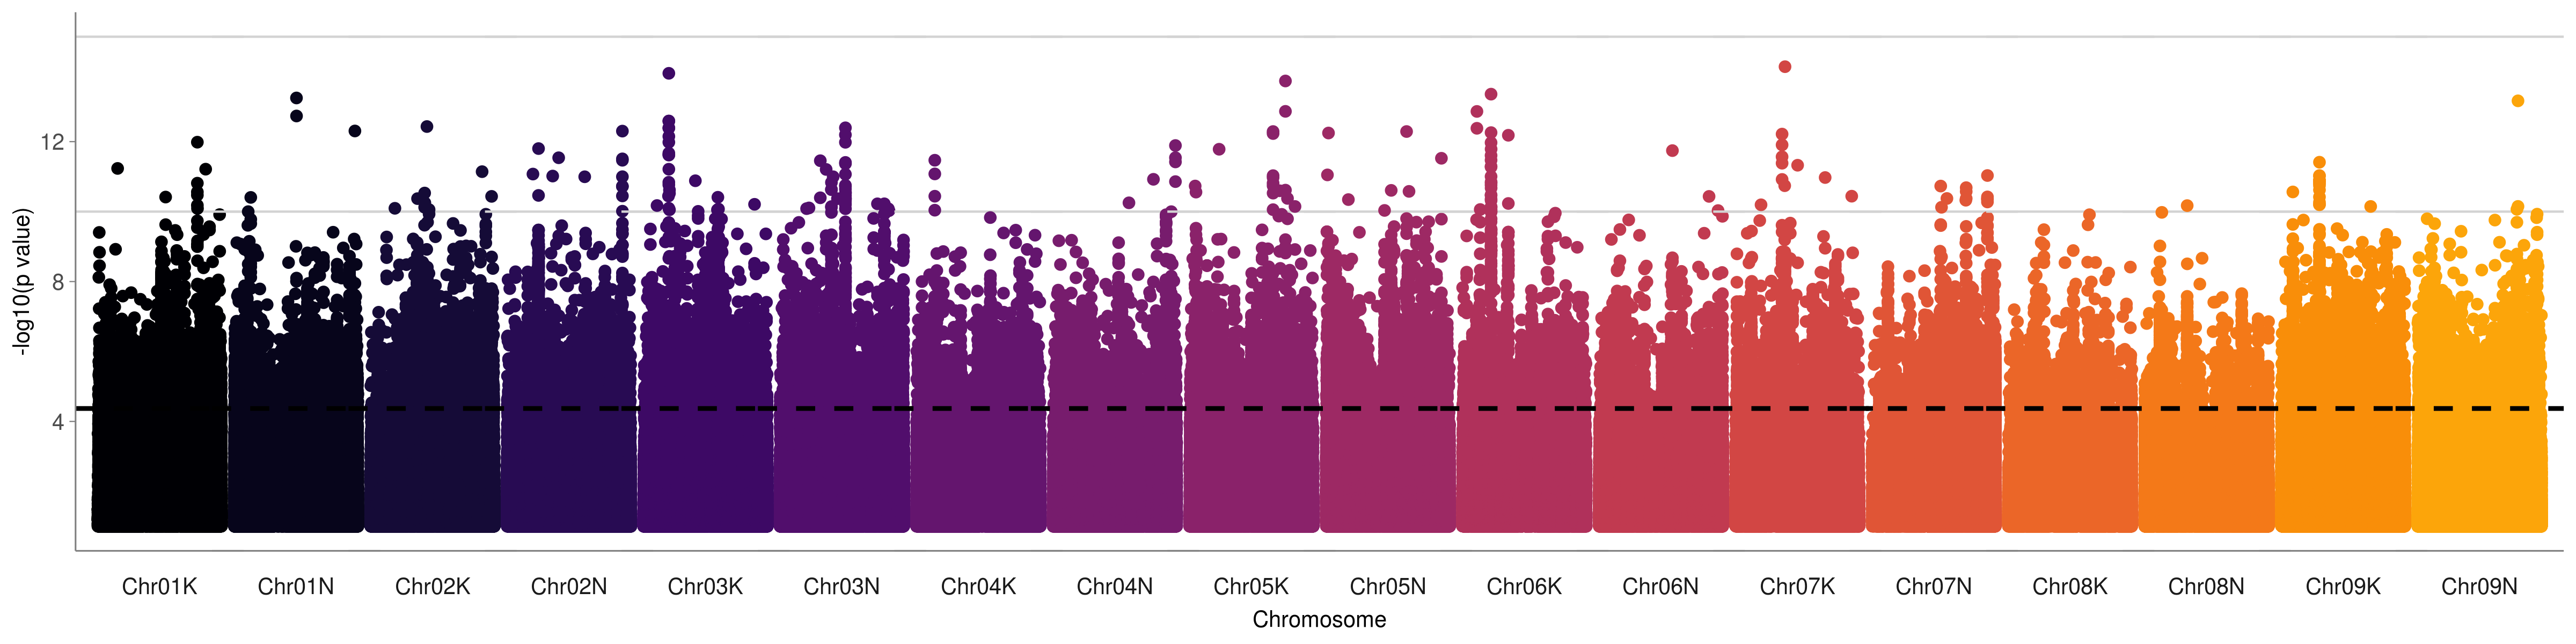 -log10(p value)
12
8
4
Chr01K Chr01N Chr02K Chr02N Chr03K Chr03N Chr04K Chr04N Chr05K Chr05N Chr06K Chr06N Chr07K Chr07N Chr08K Chr08N Chr09K Chr09N
Chromosome